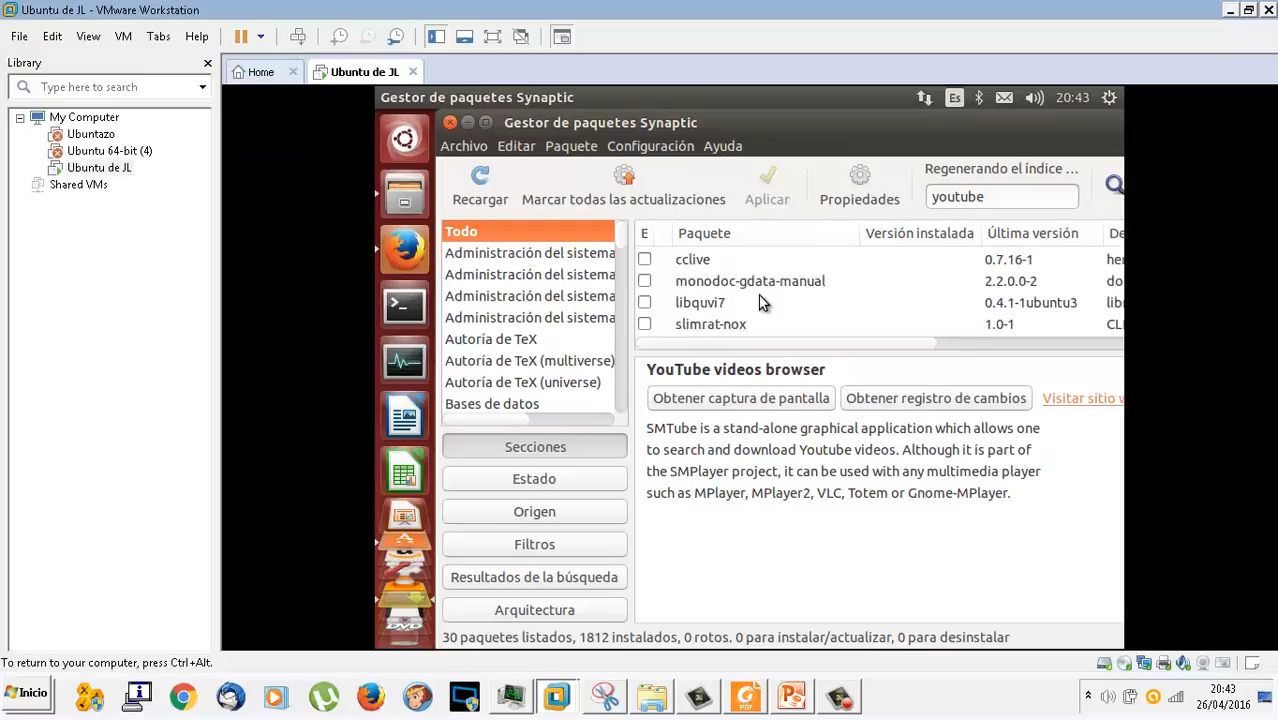 Ubuntu de JL - VMware Workstation
File Edit View VM Tabs Help
Library
Type here to search
My Computer
Ubuntazo
Ubuntu 64-bit (4)
Ubuntu de JL
Shared VMs
Home
Ubuntu de JL
Gestor de paquetes Synaptic
Es
20:43
Gestor de paquetes Synaptic
Archivo Editar Paquete Configuración Ayuda
Recargar
Marcar todas las actualizaciones
Aplicar
Propiedades
Regenerando el índice ...
youtube
Todo
Administración del sistema
Administración del sistema
Administración del sistema
Administración del sistema
Autoría de TeX
Autoría de TeX (multiverse)
Autoría de TeX (universe)
Bases de datos
Secciones
Estado
Origen
Filtros
Resultados de la búsqueda
Arquitectura
E Paquete Versión instalada Última versión De
cclive 0.7.16-1 her
monodoc-gdata-manual 2.2.0.0-2 do
libquvi7 0.4.1-1ubuntu3 libr
slimrat-nox 1.0-1 CLI
YouTube videos browser
Obtener captura de pantalla
Obtener registro de cambios
Visitar sitio
SMTube is a stand-alone graphical application which allows one
to search and download Youtube videos. Although it is part of
the SMPlayer project, it can be used with any multimedia player
such as MPlayer, MPlayer2, VLC, Totem or Gnome-MPlayer.
30 paquetes listados, 1812 instalados, 0 rotos. 0 para instalar/actualizar, 0 para desinstalar
To return to your computer, press Ctrl+Alt.
Inicio
20:43
26/04/2016